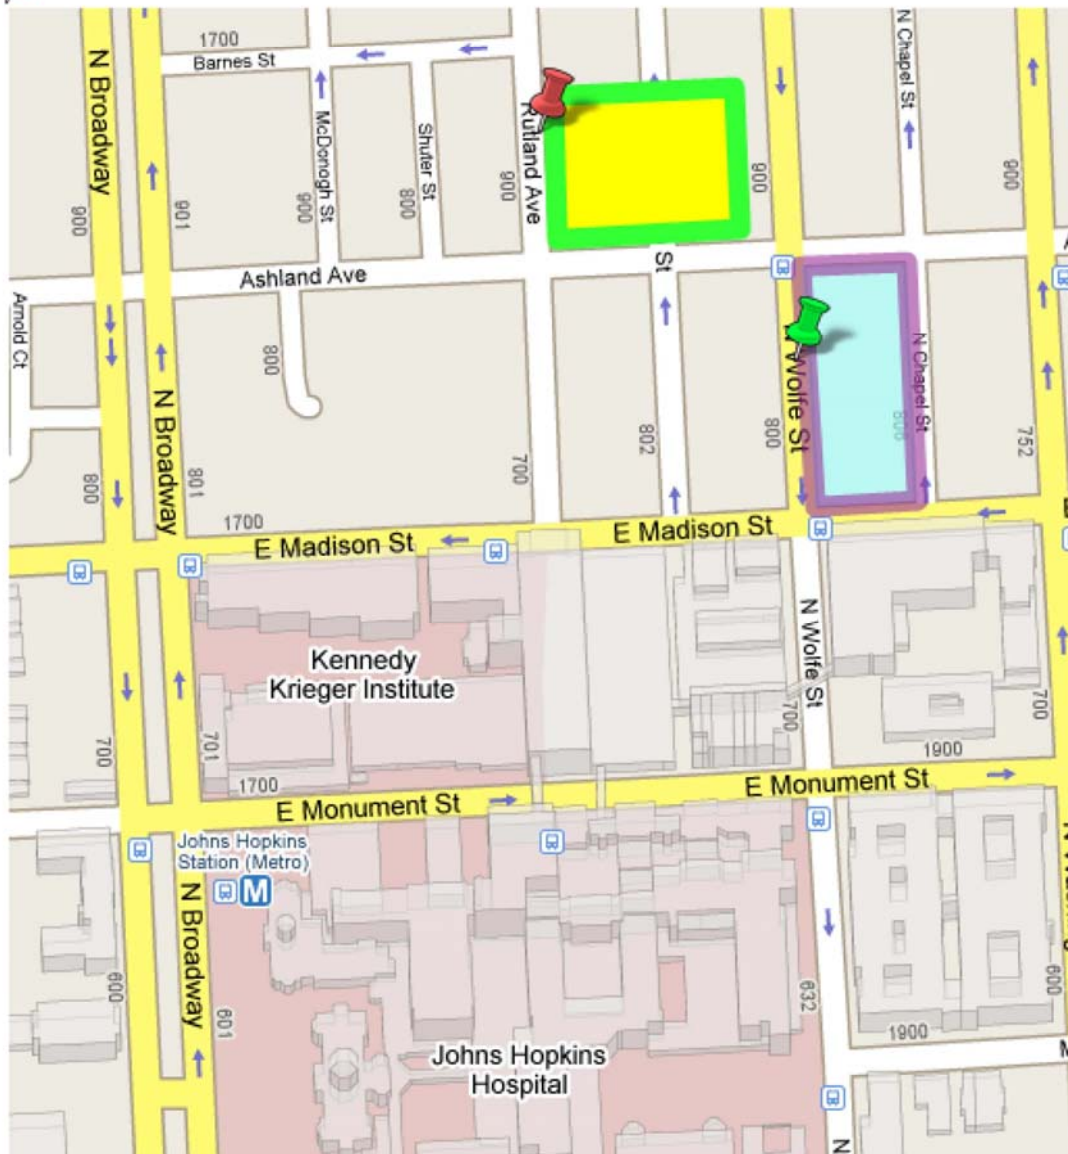 1700
Barnes St
N Broadway
McDonogh St
Shuter St
Rutland Ave
N Chapel St
900
901
900
800
900
900
900
Ashland Ave
St
Arnold Ct
800
N Broadway
N Wolfe St
N Chapel St
800
801
700
802
800
808
752
1700
E Madison St
E Madison St
Kennedy
Krieger Institute
N Wolfe St
700
701
700
700
1900
1700
E Monument St
E Monument St
Johns Hopkins
Station (Metro)
M
N Broadway
600
601
632
600
1900
Johns Hopkins
Hospital
N